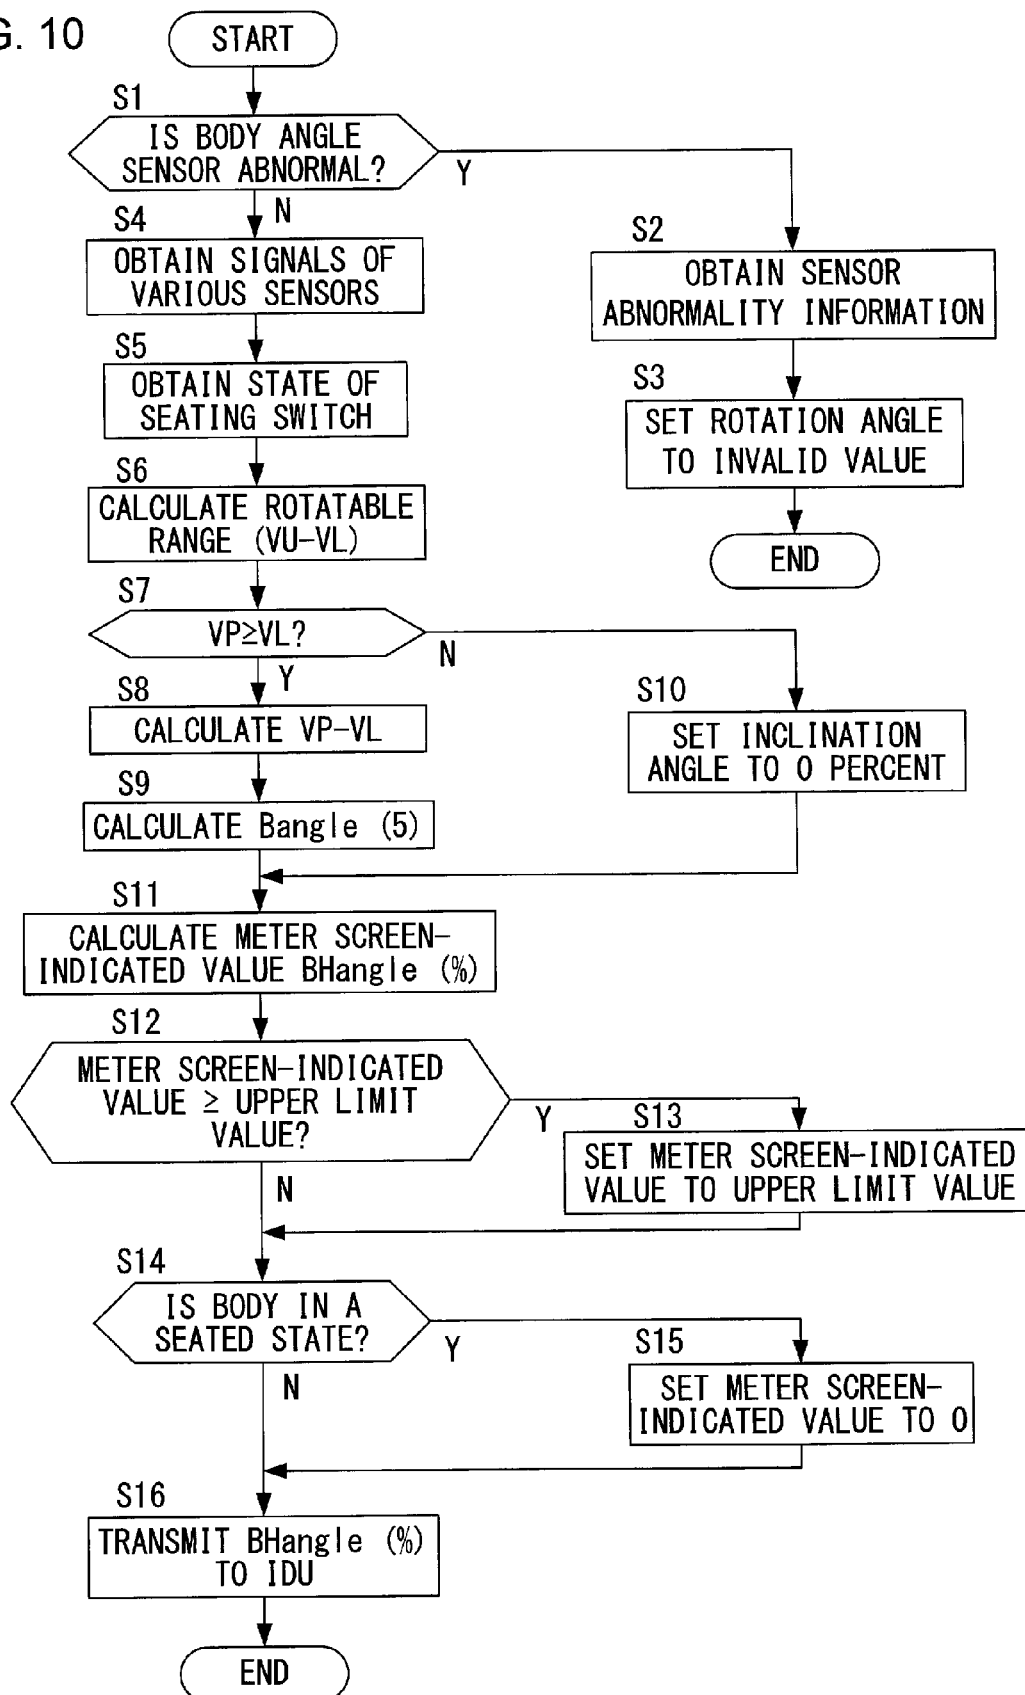 G. 10
START
S1
IS BODY ANGLE
SENSOR ABNORMAL?
Y
N
S2
OBTAIN SENSOR
ABNORMALITY INFORMATION
S3
SET ROTATION ANGLE
TO INVALID VALUE
END
S4
OBTAIN SIGNALS OF
VARIOUS SENSORS
S5
OBTAIN STATE OF
SEATING SWITCH
S6
CALCULATE ROTATABLE
RANGE (VU-VL)
S7
VP≥VL?
N
Y
S8
CALCULATE VP-VL
S9
CALCULATE Bangle (5)
S10
SET INCLINATION
ANGLE TO 0 PERCENT
S11
CALCULATE METER SCREEN-
INDICATED VALUE BHangle (%)
S12
METER SCREEN-INDICATED
VALUE ≥ UPPER LIMIT
VALUE?
Y
N
S13
SET METER SCREEN-INDICATED
VALUE TO UPPER LIMIT VALUE
S14
IS BODY IN A
SEATED STATE?
Y
N
S15
SET METER SCREEN-
INDICATED VALUE TO 0
S16
TRANSMIT BHangle (%)
TO IDU
END